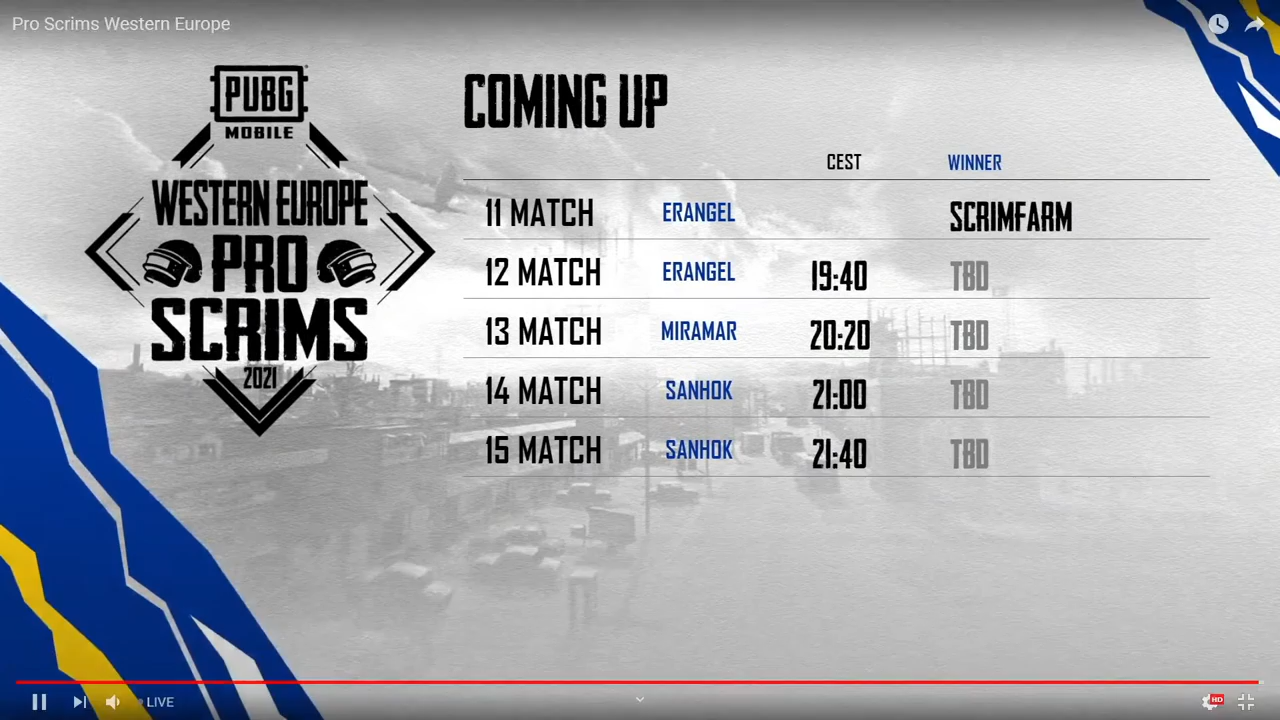 Pro Scrims Western Europe
PUBG
MOBILE
WESTERN EUROPE
PRO
SCRIMS
2021
COMING UP
CEST WINNER
11 MATCH ERANGEL SCRIMFARM
12 MATCH ERANGEL 19:40 TBD
13 MATCH MIRAMAR 20:20 TBD
14 MATCH SANHOK 21:00 TBD
15 MATCH SANHOK 21:40 TBD
LIVE
HD